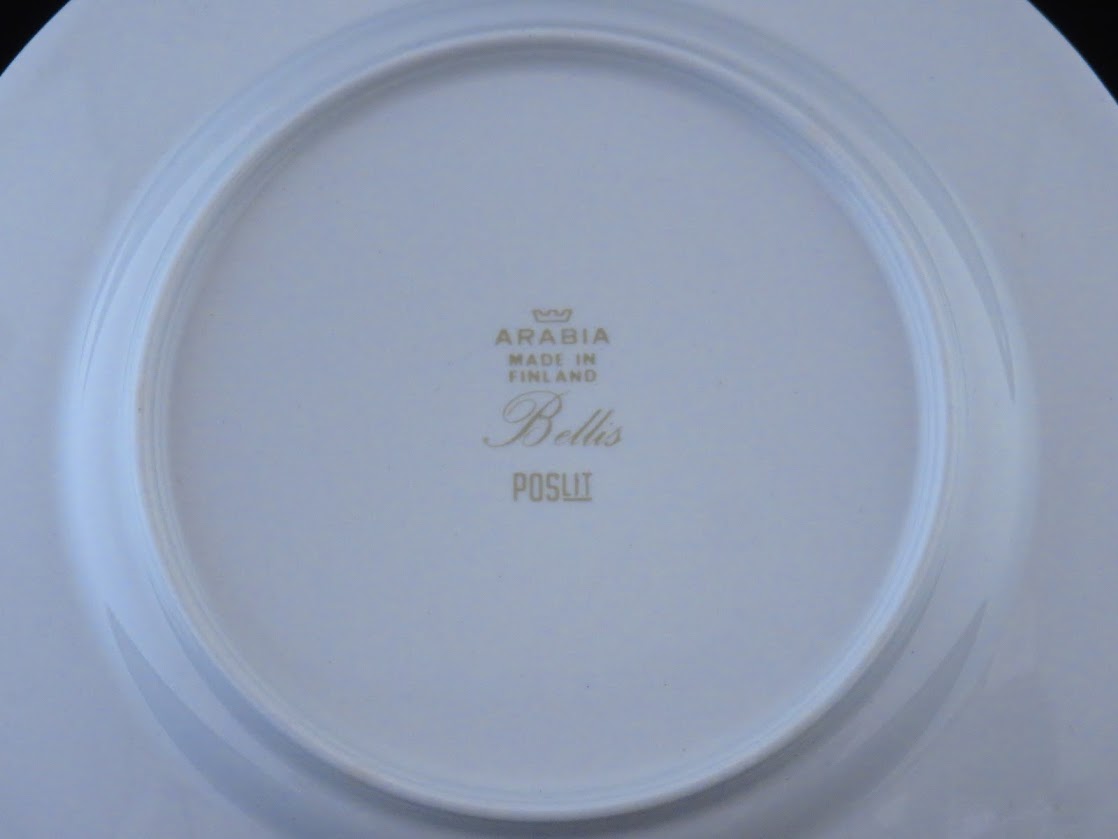 ARABIA
MADE IN
FINLAND
Bellis
POSLIT